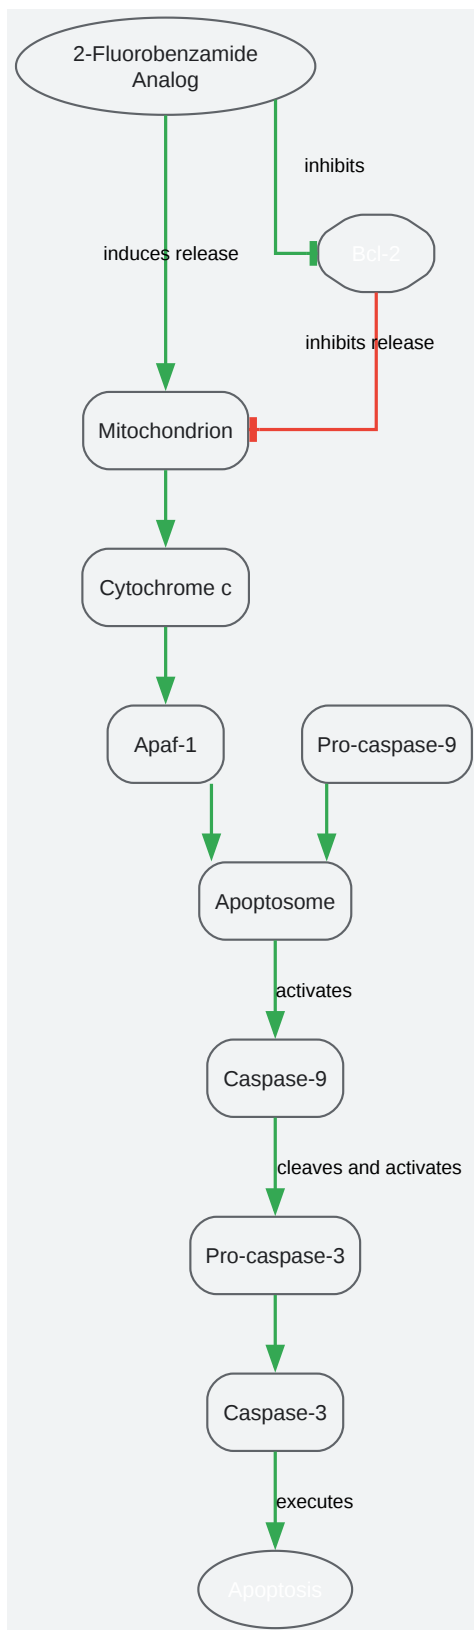 2-Fluorobenzamide
Analog
inhibits
induces release
Bcl-2
inhibits release
Mitochondrion
Cytochrome c
Apaf-1
Pro-caspase-9
Apoptosome
activates
Caspase-9
cleaves and activates
Pro-caspase-3
Caspase-3
executes
Apoptosis